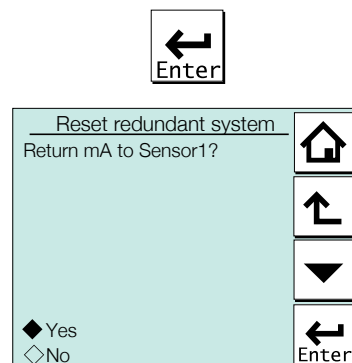 Enter
Reset redundant system
Return mA to Sensor1?
Yes
No
Enter